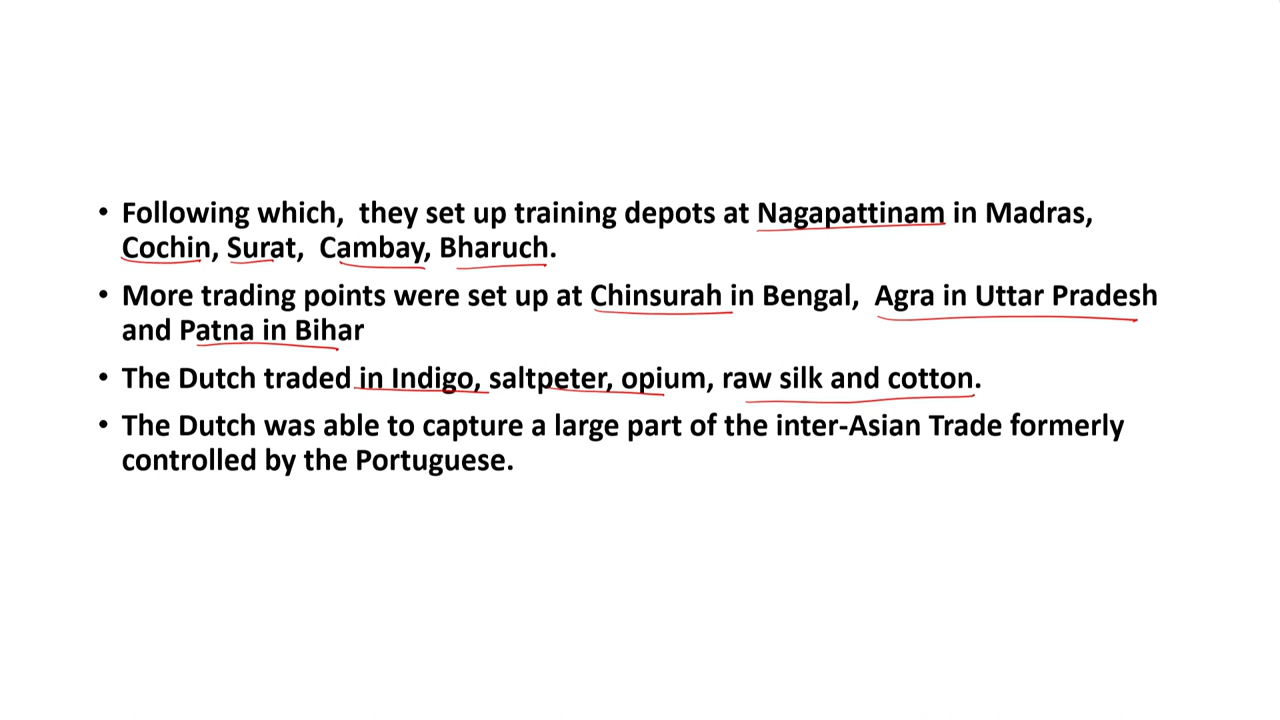 • Following which,  they set up training depots at Nagapattinam in Madras,
Cochin, Surat,  Cambay, Bharuch.
• More trading points were set up at Chinsurah in Bengal,  Agra in Uttar Pradesh
and Patna in Bihar
• The Dutch traded in Indigo, saltpeter, opium, raw silk and cotton.
• The Dutch was able to capture a large part of the inter-Asian Trade formerly
controlled by the Portuguese.